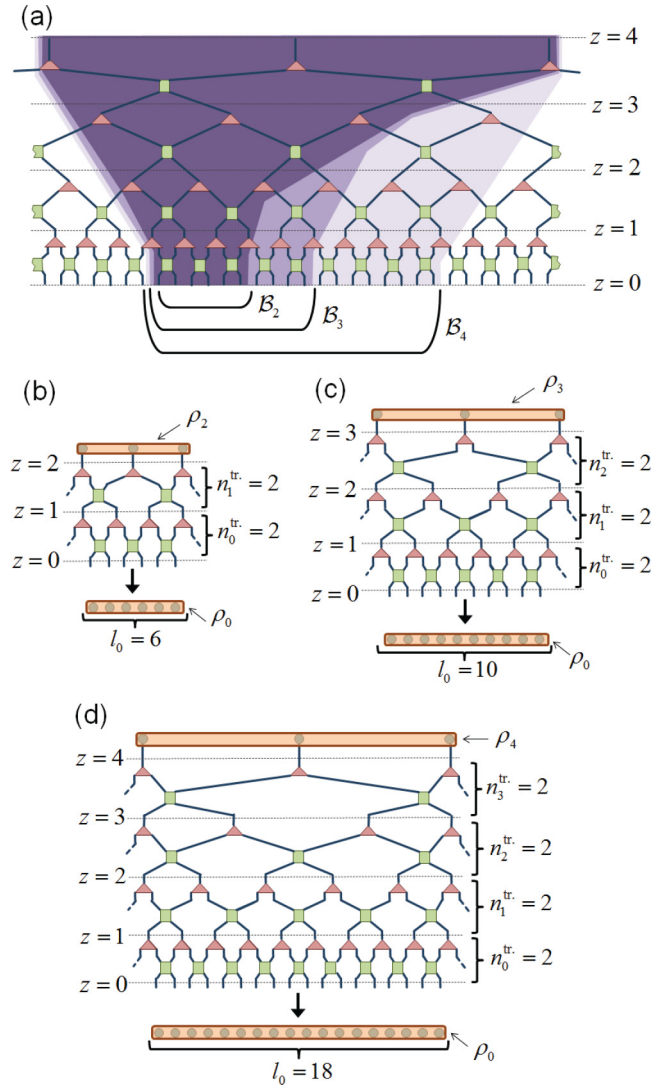 (a)
z = 4
z = 3
z = 2
z = 1
z = 0
ℬ₂
ℬ₃
ℬ₄
(b)
ρ₂
z = 2
n₁ᵗʳ· = 2
z = 1
n₀ᵗʳ· = 2
z = 0
ρ₀
l₀ = 6
(c)
ρ₃
z = 3
n₂ᵗʳ· = 2
z = 2
n₁ᵗʳ· = 2
z = 1
n₀ᵗʳ· = 2
z = 0
ρ₀
l₀ = 10
(d)
ρ₄
z = 4
n₃ᵗʳ· = 2
z = 3
n₂ᵗʳ· = 2
z = 2
n₁ᵗʳ· = 2
z = 1
n₀ᵗʳ· = 2
z = 0
ρ₀
l₀ = 18